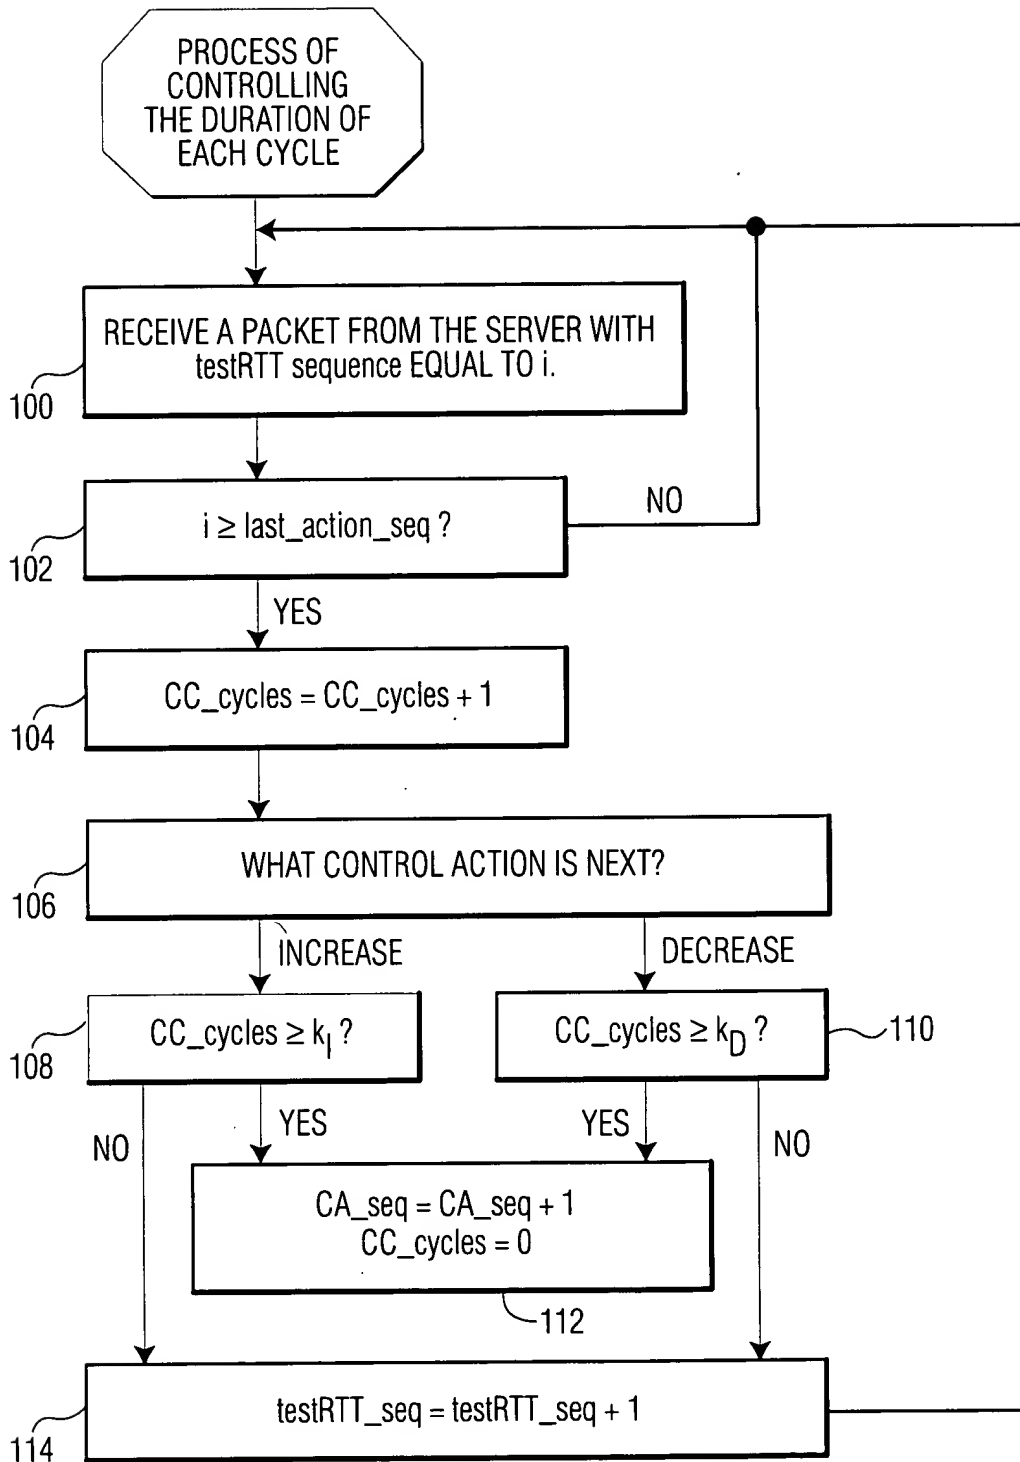 PROCESS OF
CONTROLLING
THE DURATION OF
EACH CYCLE
RECEIVE A PACKET FROM THE SERVER WITH
testRTT sequence EQUAL TO i.
100
i ≥ last_action_seq ?
NO
102
YES
CC_cycles = CC_cycles + 1
104
WHAT CONTROL ACTION IS NEXT?
106
INCREASE
DECREASE
CC_cycles ≥ k_I ?
108
CC_cycles ≥ k_D ?
110
NO
YES
YES
NO
CA_seq = CA_seq + 1
CC_cycles = 0
112
testRTT_seq = testRTT_seq + 1
114